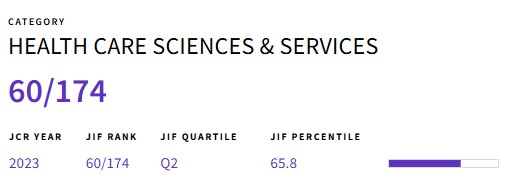 CATEGORY
HEALTH CARE SCIENCES & SERVICES
60/174
JCR YEAR JIF RANK JIF QUARTILE JIF PERCENTILE
2023 60/174 Q2 65.8